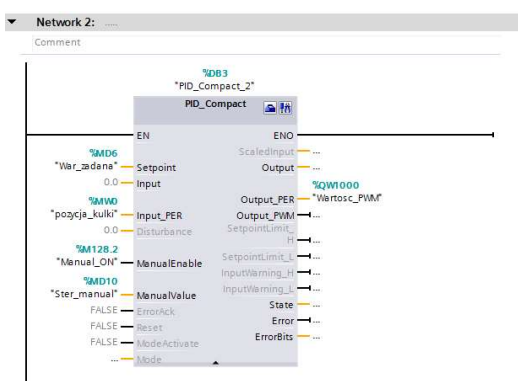 Network 2: .....
Comment
%DB3
"PID_Compact_2"
PID_Compact
EN ENO
%MD6
"War_zadana" Setpoint
ScaledInput ...
Output ...
0.0 Input
%MW0
"pozycja_kulki" Input_PER
%QW1000
Output_PER "Wartosc_PWM"
Output_PWM ...
0.0 Disturbance
SetpointLimit_
H ...
%M128.2
"Manual_ON" ManualEnable
SetpointLimit_L ...
InputWarning_H ...
%MD10
"Ster_manual" ManualValue
InputWarning_L ...
State ...
FALSE ErrorAck
Error ...
FALSE Reset
ErrorBits ...
FALSE ModeActivate
... Mode